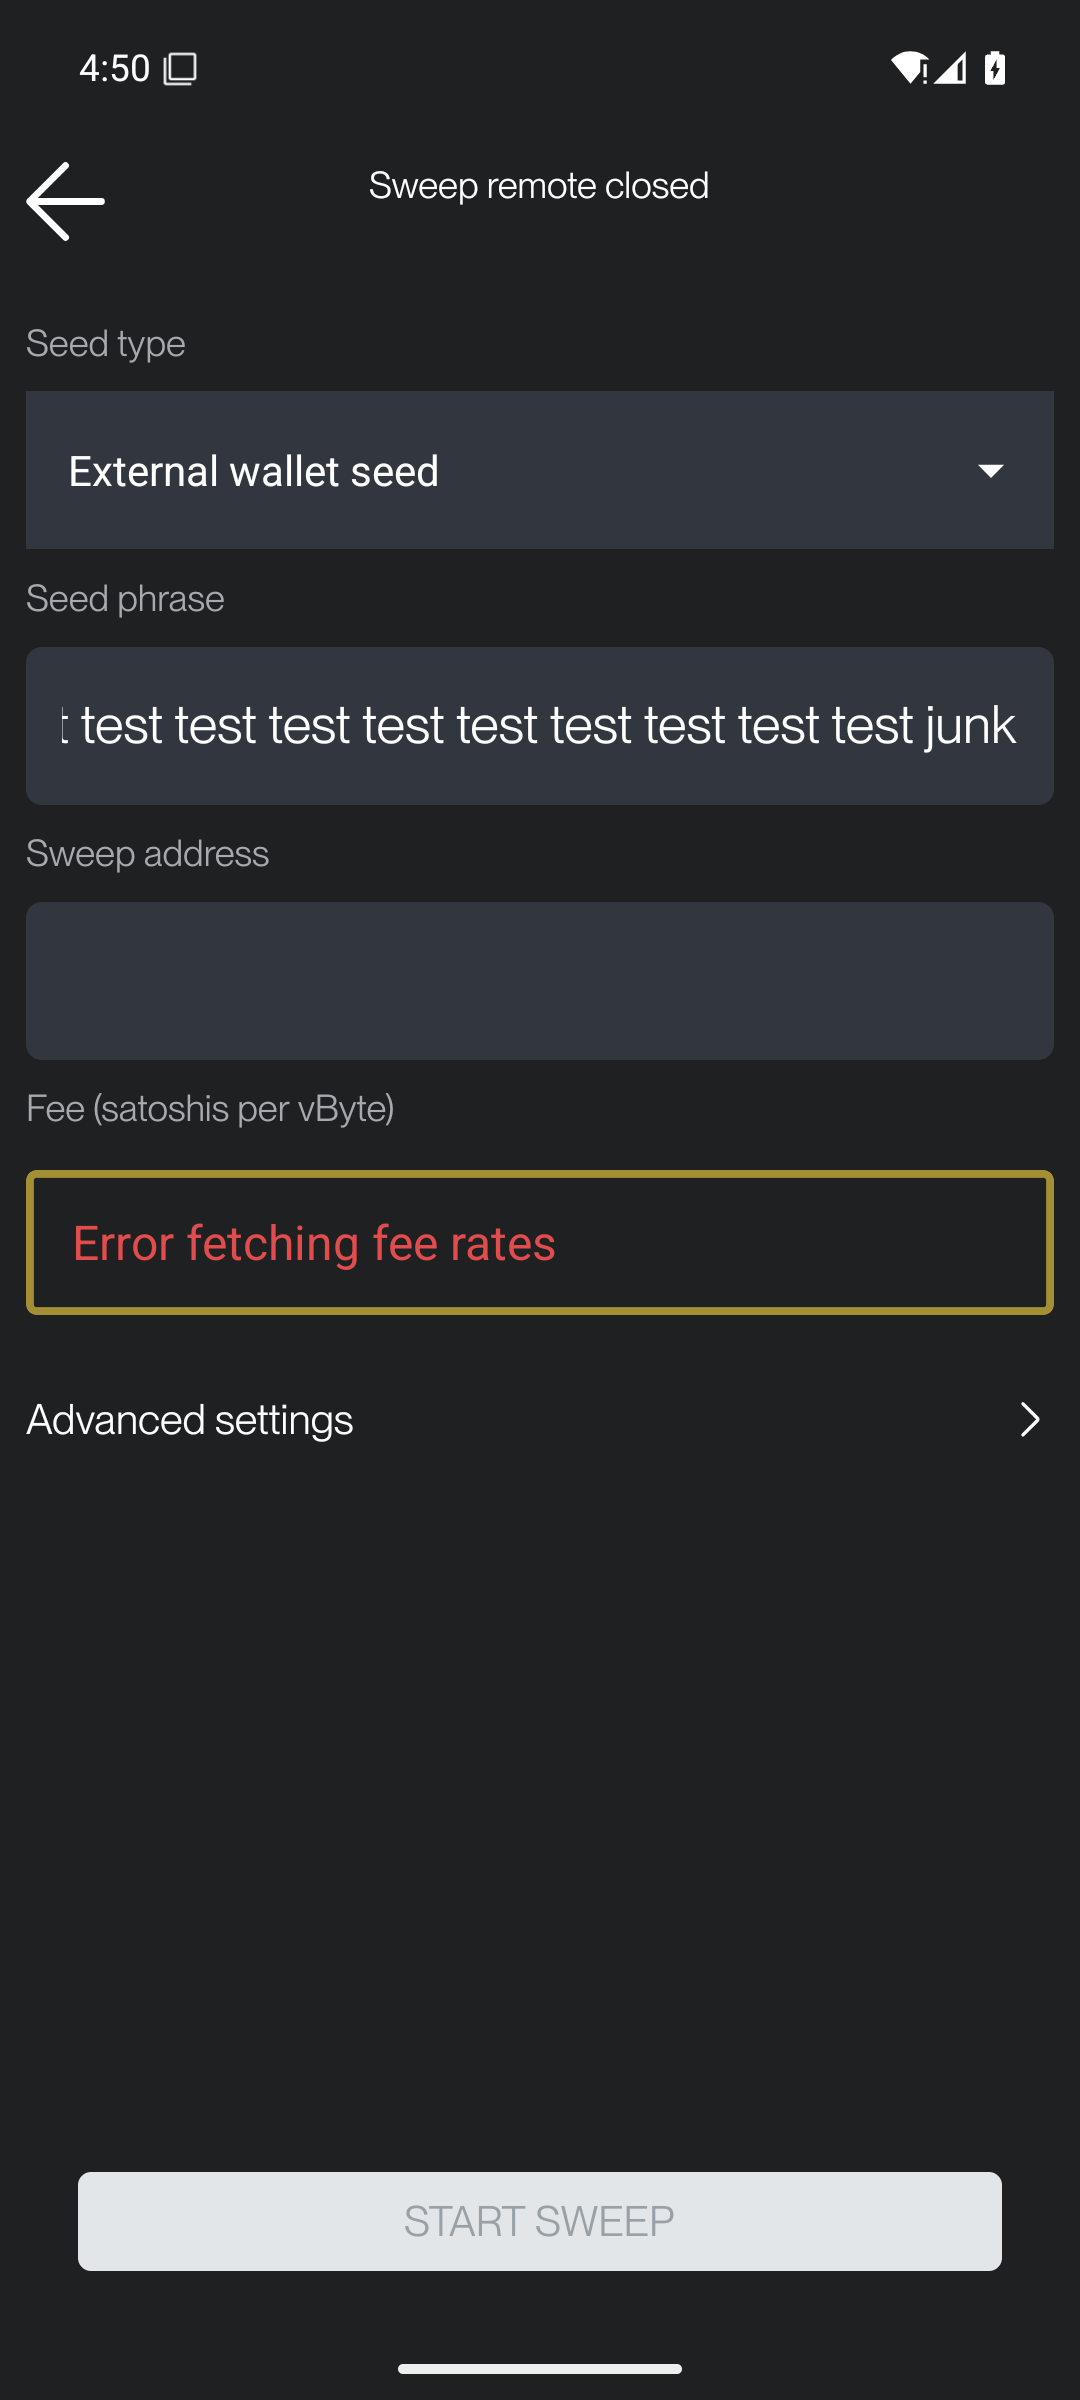 4:50
Sweep remote closed
Seed type
External wallet seed
Seed phrase
test test test test test test test test test junk
Sweep address
Fee (satoshis per vByte)
Error fetching fee rates
Advanced settings
START SWEEP